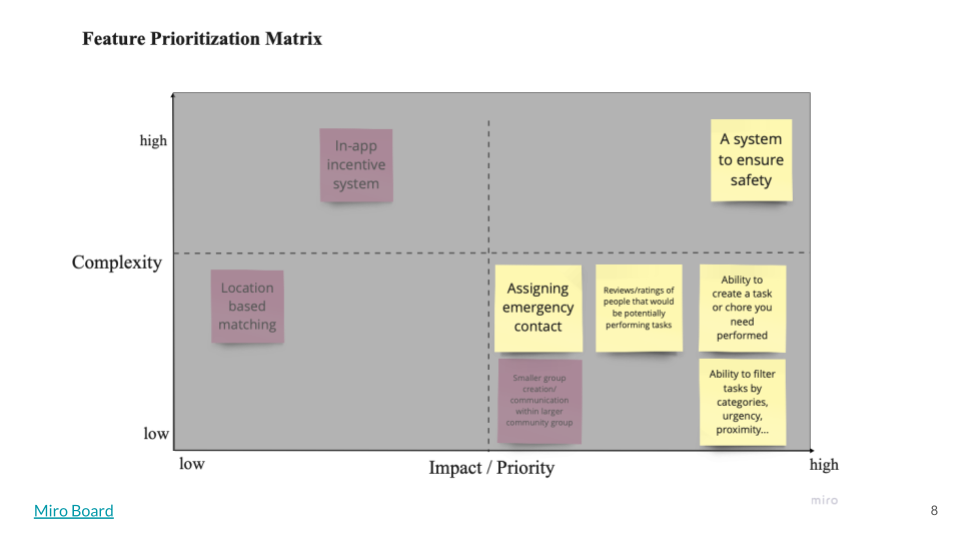 Feature Prioritization Matrix
high
In-app
incentive
system
A system
to ensure
safety
Complexity
Location
based
matching
Assigning
emergency
contact
Reviews/ratings of
people that would
be potentially
performing tasks
Ability to
create a task
or chore you
need
performed
Smaller group
creation/
communication
within larger
community group
Ability to filter
tasks by
categories,
urgency,
proximity...
low
low
Impact / Priority
high
miro
Miro Board
8